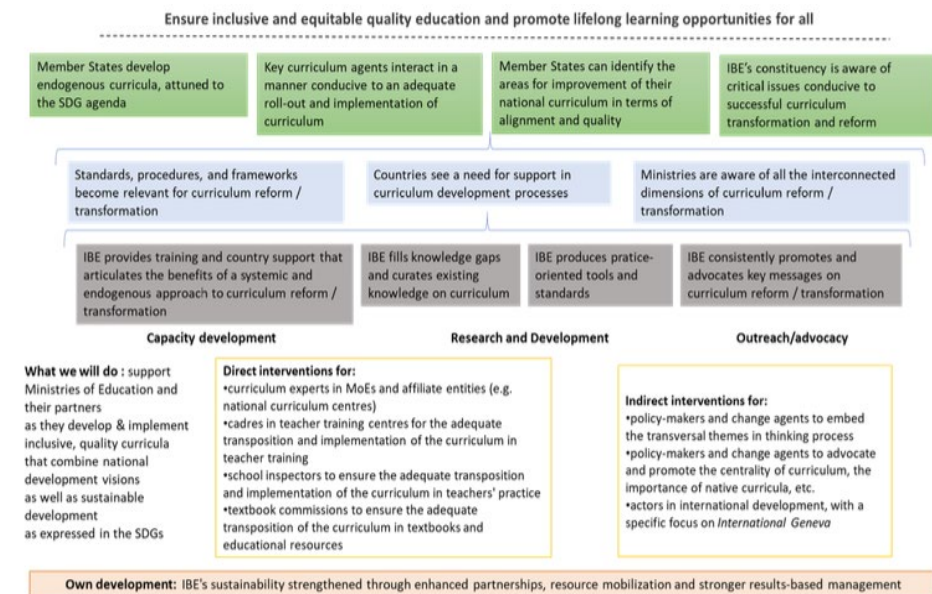 Ensure inclusive and equitable quality education and promote lifelong learning opportunities for all
Member States develop
endogenous curricula, attuned to
the SDG agenda
Key curriculum agents interact in a
manner conducive to an adequate
roll-out and implementation of
curriculum
Member States can identify the
areas for improvement of their
national curriculum in terms of
alignment and quality
IBE's constituency is aware of
critical issues conducive to
successful curriculum
transformation and reform
Standards, procedures, and frameworks
become relevant for curriculum reform /
transformation
Countries see a need for support in
curriculum development processes
Ministries are aware of all the interconnected
dimensions of curriculum reform /
transformation
IBE provides training and country support that
articulates the benefits of a systemic and
endogenous approach to curriculum reform /
transformation
IBE fills knowledge gaps
and curates existing
knowledge on curriculum
IBE produces pratice-
oriented tools and
standards
IBE consistently promotes and
advocates key messages on
curriculum reform / transformation
Capacity development
Research and Development
Outreach/advocacy
What we will do : support
Ministries of Education and
their partners
as they develop & implement
inclusive, quality curricula
that combine national
development visions
as well as sustainable
development
as expressed in the SDGs
Direct interventions for:
•curriculum experts in MoEs and affiliate entities (e.g.
national curriculum centres)
•cadres in teacher training centres for the adequate
transposition and implementation of the curriculum in
teacher training
•school inspectors to ensure the adequate transposition
and implementation of the curriculum in teachers' practice
•textbook commissions to ensure the adequate
transposition of the curriculum in textbooks and
educational resources
Indirect interventions for:
•policy-makers and change agents to embed
the transversal themes in thinking process
•policy-makers and change agents to advocate
and promote the centrality of curriculum, the
importance of native curricula, etc.
•actors in international development, with a
specific focus on International Geneva
Own development: IBE's sustainability strengthened through enhanced partnerships, resource mobilization and stronger results-based management